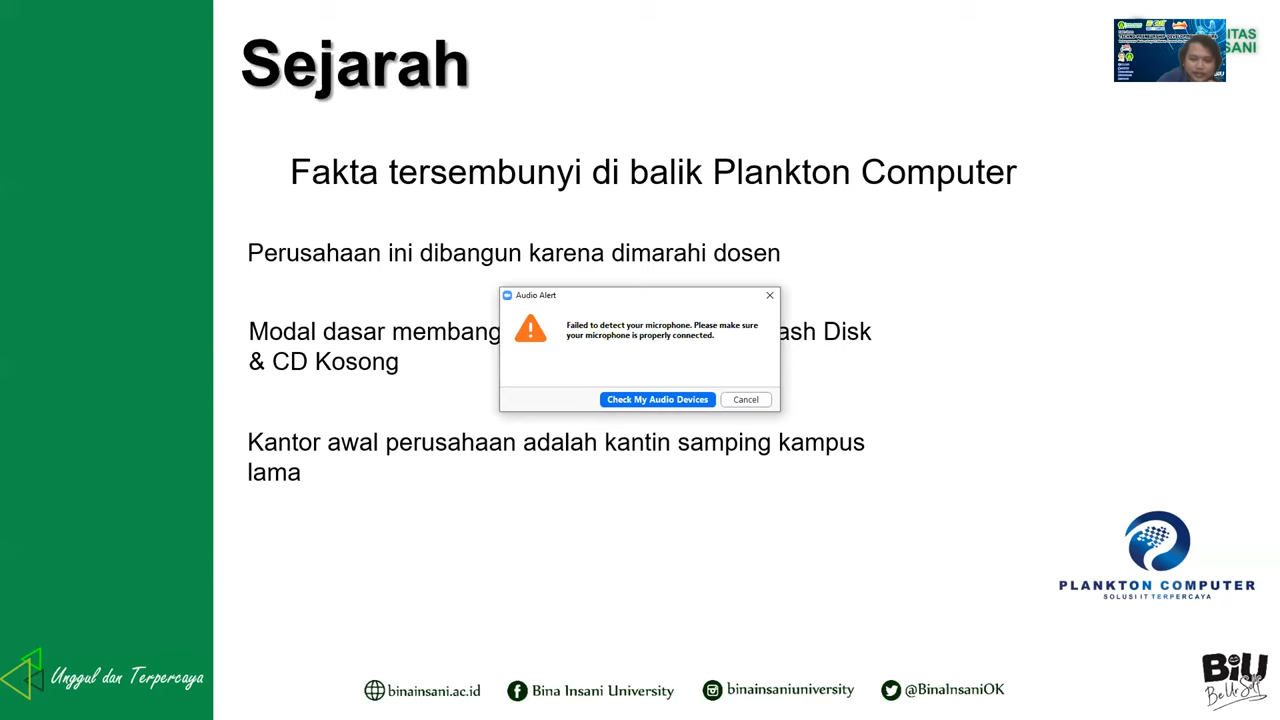 Sejarah
ITAS
SANI
Fakta tersembunyi di balik Plankton Computer
Perusahaan ini dibangun karena dimarahi dosen
Audio Alert
Failed to detect your microphone. Please make sure
your microphone is properly connected.
Modal dasar membang
ash Disk
& CD Kosong
Check My Audio Devices
Cancel
Kantor awal perusahaan adalah kantin samping kampus
lama
PLANKTON COMPUTER
SOLUSI IT TERPERCAYA
Unggul dan Terpercaya
binainsani.ac.id
Bina Insani University
binainsaniuniversity
@BinaInsaniOK
BiU
Be Ur Self